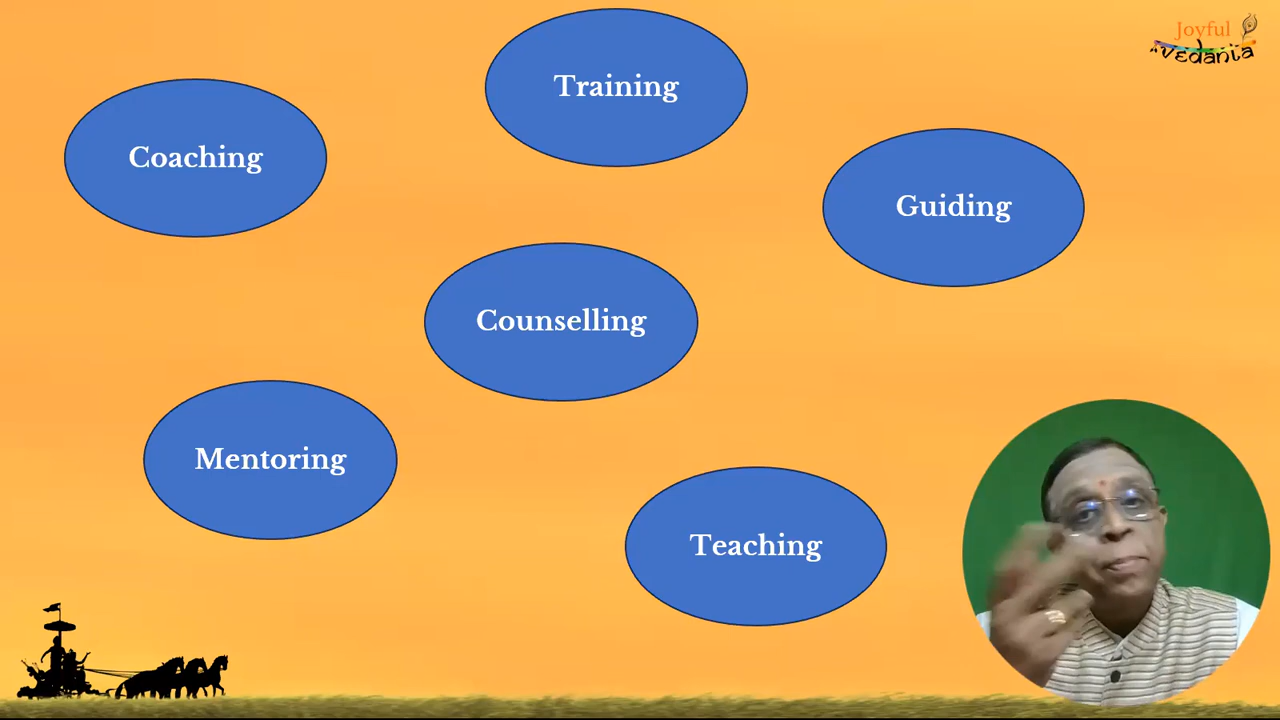 Joyful
vedanta
Training
Coaching
Guiding
Counselling
Mentoring
Teaching